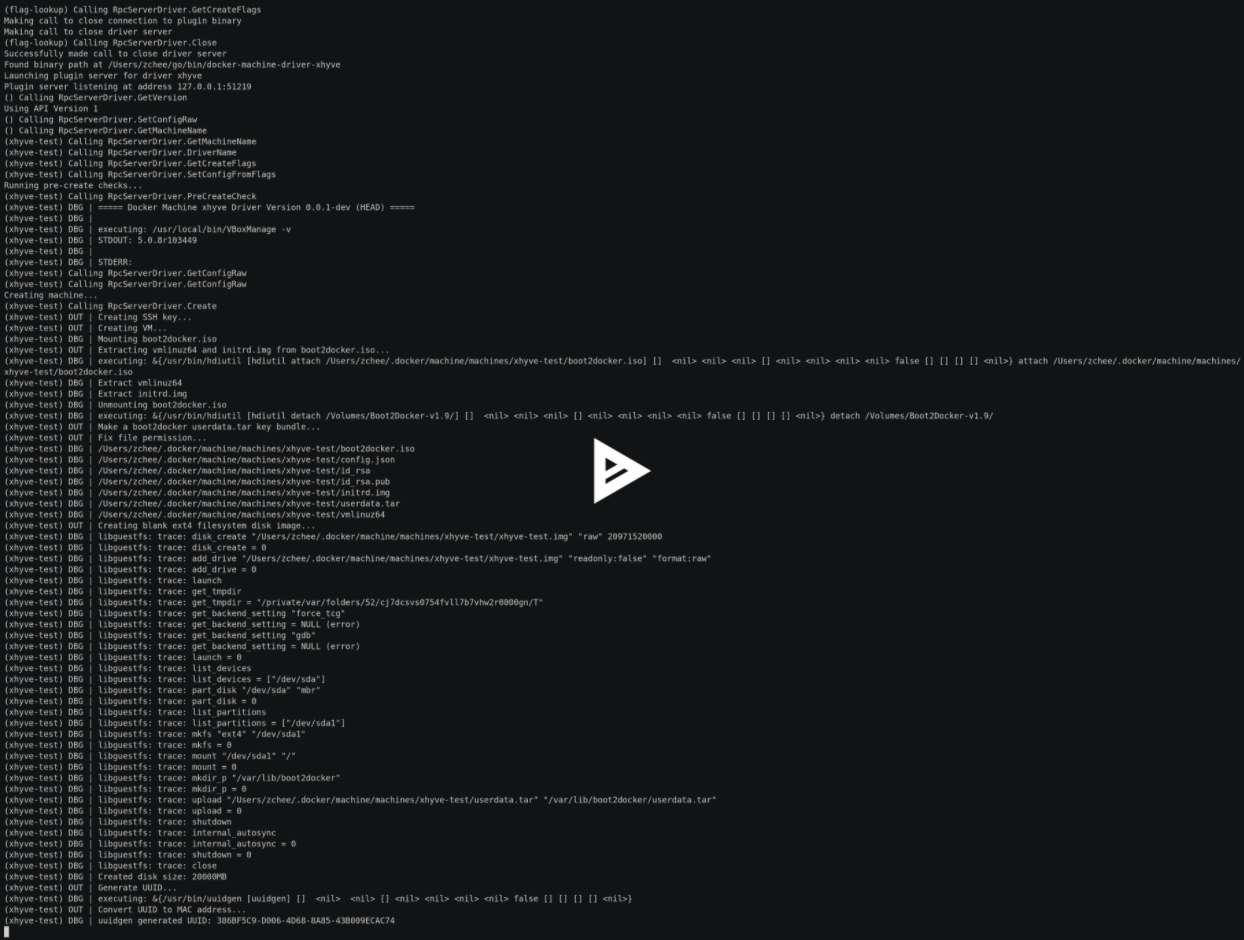 (flag-lookup) Calling RpcServerDriver.GetCreateFlags
Making call to close connection to plugin binary
Making call to close driver server
(flag-lookup) Calling RpcServerDriver.Close
Successfully made call to close driver server
Found binary path at /Users/zchee/go/bin/docker-machine-driver-xhyve
Launching plugin server for driver xhyve
Plugin server listening at address 127.0.0.1:51219
() Calling RpcServerDriver.GetVersion
Using API Version 1
() Calling RpcServerDriver.SetConfigRaw
() Calling RpcServerDriver.GetMachineName
(xhyve-test) Calling RpcServerDriver.GetMachineName
(xhyve-test) Calling RpcServerDriver.DriverName
(xhyve-test) Calling RpcServerDriver.GetCreateFlags
(xhyve-test) Calling RpcServerDriver.SetConfigFromFlags
Running pre-create checks...
(xhyve-test) Calling RpcServerDriver.PreCreateCheck
(xhyve-test) DBG | ===== Docker Machine xhyve Driver Version 0.0.1-dev (HEAD) =====
(xhyve-test) DBG |
(xhyve-test) DBG | executing: /usr/local/bin/VBoxManage -v
(xhyve-test) DBG | STDOUT: 5.0.8r103449
(xhyve-test) DBG |
(xhyve-test) DBG | STDERR:
(xhyve-test) Calling RpcServerDriver.GetConfigRaw
(xhyve-test) Calling RpcServerDriver.GetConfigRaw
Creating machine...
(xhyve-test) Calling RpcServerDriver.Create
(xhyve-test) OUT | Creating SSH key...
(xhyve-test) OUT | Creating VM...
(xhyve-test) DBG | Mounting boot2docker.iso
(xhyve-test) OUT | Extracting vmlinuz64 and initrd.img from boot2docker.iso...
(xhyve-test) DBG | executing: &{/usr/bin/hdiutil [hdiutil attach /Users/zchee/.docker/machine/machines/xhyve-test/boot2docker.iso] []  <nil> <nil> <nil> [] <nil> <nil> <nil> <nil> false [] [] [] [] <nil>} attach /Users/zchee/.docker/machine/machines/
xhyve-test/boot2docker.iso
(xhyve-test) DBG | Extract vmlinuz64
(xhyve-test) DBG | Extract initrd.img
(xhyve-test) DBG | Unmounting boot2docker.iso
(xhyve-test) DBG | executing: &{/usr/bin/hdiutil [hdiutil detach /Volumes/Boot2Docker-v1.9/] []  <nil> <nil> <nil> [] <nil> <nil> <nil> <nil> false [] [] [] [] <nil>} detach /Volumes/Boot2Docker-v1.9/
(xhyve-test) OUT | Make a boot2docker userdata.tar key bundle...
(xhyve-test) OUT | Fix file permission...
(xhyve-test) DBG | /Users/zchee/.docker/machine/machines/xhyve-test/boot2docker.iso
(xhyve-test) DBG | /Users/zchee/.docker/machine/machines/xhyve-test/config.json
(xhyve-test) DBG | /Users/zchee/.docker/machine/machines/xhyve-test/id_rsa
(xhyve-test) DBG | /Users/zchee/.docker/machine/machines/xhyve-test/id_rsa.pub
(xhyve-test) DBG | /Users/zchee/.docker/machine/machines/xhyve-test/initrd.img
(xhyve-test) DBG | /Users/zchee/.docker/machine/machines/xhyve-test/userdata.tar
(xhyve-test) DBG | /Users/zchee/.docker/machine/machines/xhyve-test/vmlinuz64
(xhyve-test) OUT | Creating blank ext4 filesystem disk image...
(xhyve-test) DBG | libguestfs: trace: disk_create "/Users/zchee/.docker/machine/machines/xhyve-test/xhyve-test.img" "raw" 20971520000
(xhyve-test) DBG | libguestfs: trace: disk_create = 0
(xhyve-test) DBG | libguestfs: trace: add_drive "/Users/zchee/.docker/machine/machines/xhyve-test/xhyve-test.img" "readonly:false" "format:raw"
(xhyve-test) DBG | libguestfs: trace: add_drive = 0
(xhyve-test) DBG | libguestfs: trace: launch
(xhyve-test) DBG | libguestfs: trace: get_tmpdir
(xhyve-test) DBG | libguestfs: trace: get_tmpdir = "/private/var/folders/52/cj7dcsvs0754fvll7b7vhw2r0000gn/T"
(xhyve-test) DBG | libguestfs: trace: get_backend_setting "force_tcg"
(xhyve-test) DBG | libguestfs: trace: get_backend_setting = NULL (error)
(xhyve-test) DBG | libguestfs: trace: get_backend_setting "gdb"
(xhyve-test) DBG | libguestfs: trace: get_backend_setting = NULL (error)
(xhyve-test) DBG | libguestfs: trace: launch = 0
(xhyve-test) DBG | libguestfs: trace: list_devices
(xhyve-test) DBG | libguestfs: trace: list_devices = ["/dev/sda"]
(xhyve-test) DBG | libguestfs: trace: part_disk "/dev/sda" "mbr"
(xhyve-test) DBG | libguestfs: trace: part_disk = 0
(xhyve-test) DBG | libguestfs: trace: list_partitions
(xhyve-test) DBG | libguestfs: trace: list_partitions = ["/dev/sda1"]
(xhyve-test) DBG | libguestfs: trace: mkfs "ext4" "/dev/sda1"
(xhyve-test) DBG | libguestfs: trace: mkfs = 0
(xhyve-test) DBG | libguestfs: trace: mount "/dev/sda1" "/"
(xhyve-test) DBG | libguestfs: trace: mount = 0
(xhyve-test) DBG | libguestfs: trace: mkdir_p "/var/lib/boot2docker"
(xhyve-test) DBG | libguestfs: trace: mkdir_p = 0
(xhyve-test) DBG | libguestfs: trace: upload "/Users/zchee/.docker/machine/machines/xhyve-test/userdata.tar" "/var/lib/boot2docker/userdata.tar"
(xhyve-test) DBG | libguestfs: trace: upload = 0
(xhyve-test) DBG | libguestfs: trace: shutdown
(xhyve-test) DBG | libguestfs: trace: internal_autosync
(xhyve-test) DBG | libguestfs: trace: internal_autosync = 0
(xhyve-test) DBG | libguestfs: trace: shutdown = 0
(xhyve-test) DBG | libguestfs: trace: close
(xhyve-test) DBG | Created disk size: 20000MB
(xhyve-test) OUT | Generate UUID...
(xhyve-test) DBG | executing: &{/usr/bin/uuidgen [uuidgen] []  <nil>  <nil> [] <nil> <nil> <nil> <nil> false [] [] [] [] <nil>}
(xhyve-test) OUT | Convert UUID to MAC address...
(xhyve-test) DBG | uuidgen generated UUID: 386BF5C9-D006-4D68-8A85-43B009ECAC74